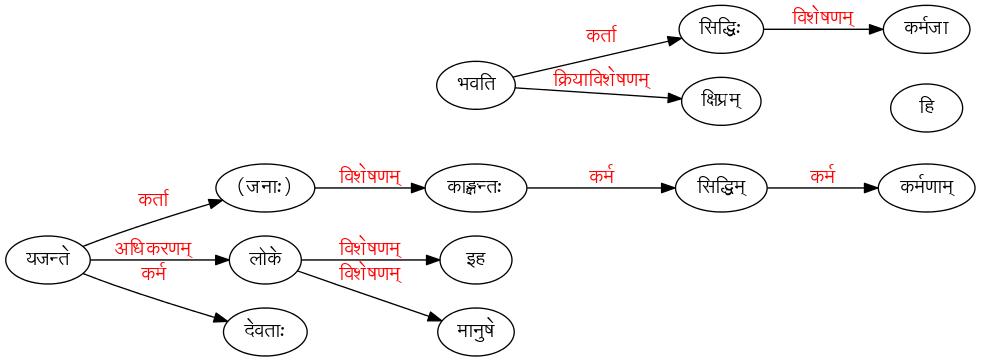 कर्ता
सिद्धिः
विशेषणम्
कर्मजा
भवति
क्रियाविशेषणम्
क्षिप्रम्
हि
कर्ता
(जनाः)
विशेषणम्
काङ्क्षन्तः
कर्म
सिद्धिम्
कर्म
कर्मणाम्
यजन्ते
अधिकरणम्
लोके
विशेषणम्
इह
कर्म
विशेषणम्
देवताः
मानुषे